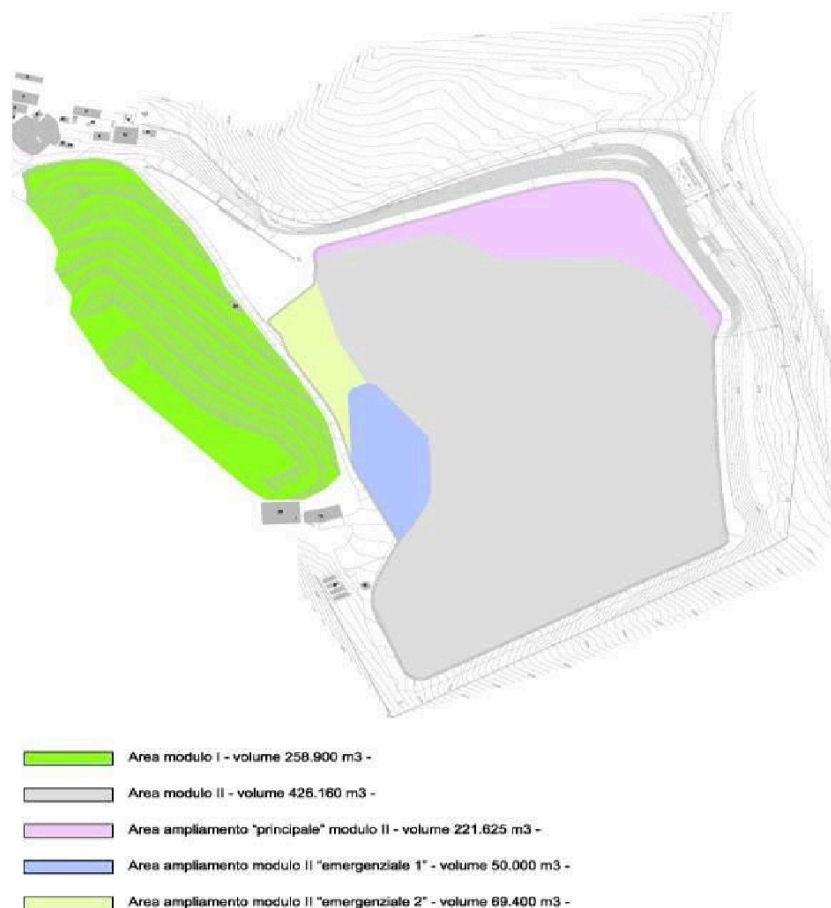 Area modulo I - volume 258.900 m3 -
Area modulo II - volume 426.160 m3 -
Area ampliamento "principale" modulo II - volume 221.625 m3 -
Area ampliamento modulo II "emergenziale 1" - volume 50.000 m3 -
Area ampliamento modulo II "emergenziale 2" - volume 69.400 m3 -